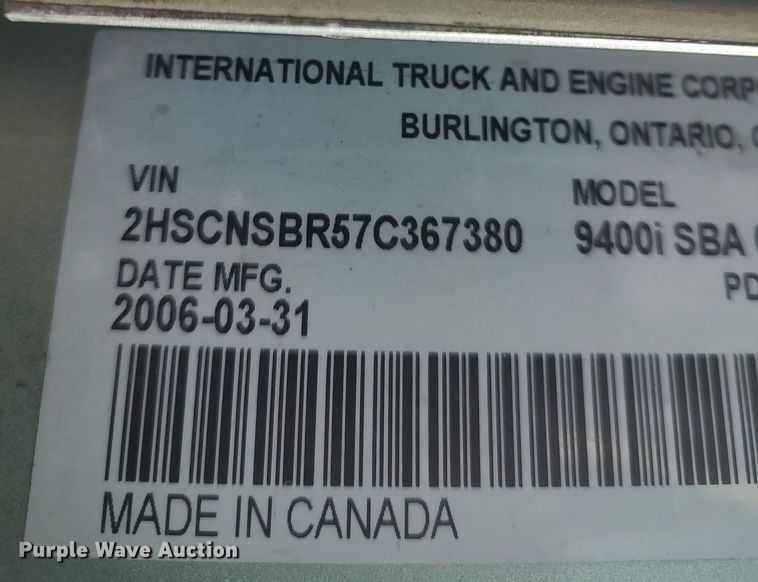 INTERNATIONAL TRUCK AND ENGINE CORP
BURLINGTON, ONTARIO,
VIN
2HSCNSBR57C367380
MODEL
9400i SBA
DATE MFG.
2006-03-31
PD
MADE IN CANADA
Purple Wave Auction